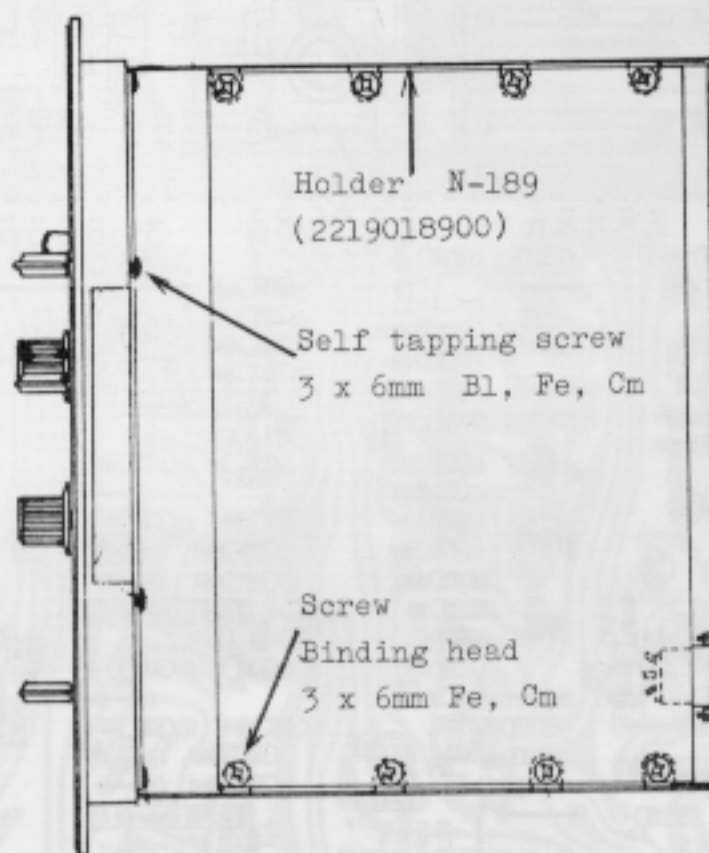 Holder N-189
(2219018900)
Self tapping screw
3 x 6mm Bl, Fe, Cm
Screw
Binding head
3 x 6mm Fe, Cm